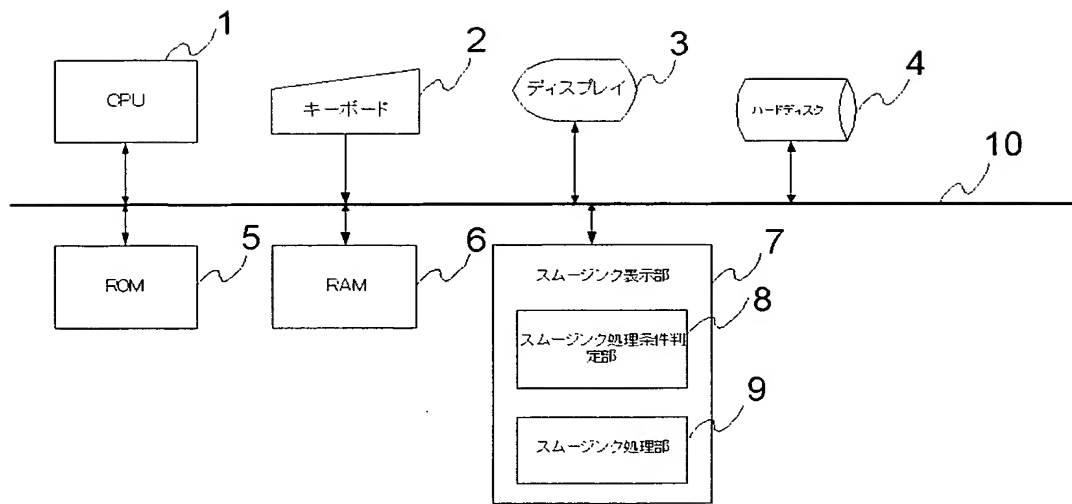 1
CPU
2
キーボード
3
ディスプレイ
4
ハードディスク
10
5
ROM
6
RAM
7
スムージング表示部
8
スムージング処理条件判
定部
9
スムージング処理部